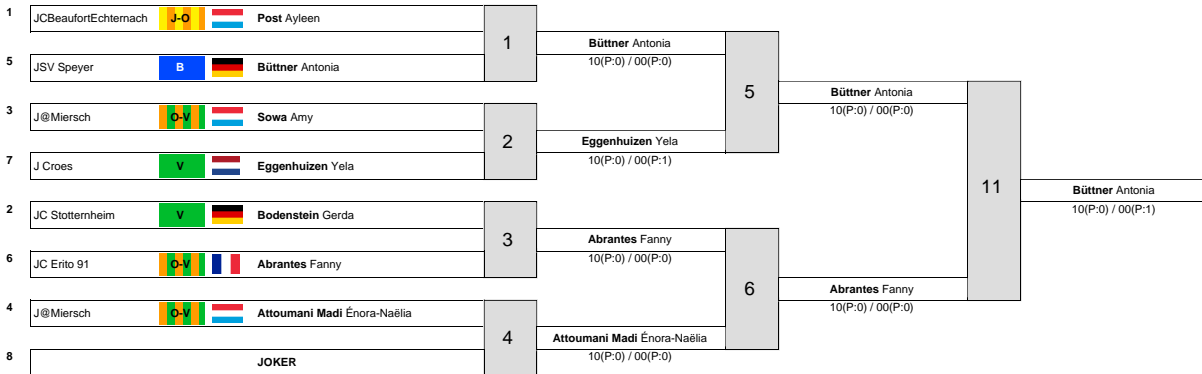 1 JCBeaufortEchternach J-O Post Ayleen
1
Büttner Antonia
10(P:0) / 00(P:0)
5 JSV Speyer B Büttner Antonia
5
Büttner Antonia
10(P:0) / 00(P:0)
3 J@Miersch O-V Sowa Amy
2
Eggenhuizen Yela
10(P:0) / 00(P:1)
7 J Croes V Eggenhuizen Yela
11
Büttner Antonia
10(P:0) / 00(P:1)
2 JC Stotternheim V Bodenstein Gerda
3
Abrantes Fanny
10(P:0) / 00(P:0)
6 JC Erito 91 O-V Abrantes Fanny
6
Abrantes Fanny
10(P:0) / 00(P:0)
4 J@Miersch O-V Attoumani Madi Énora-Naëlia
4
Attoumani Madi Énora-Naëlia
10(P:0) / 00(P:0)
8 JOKER